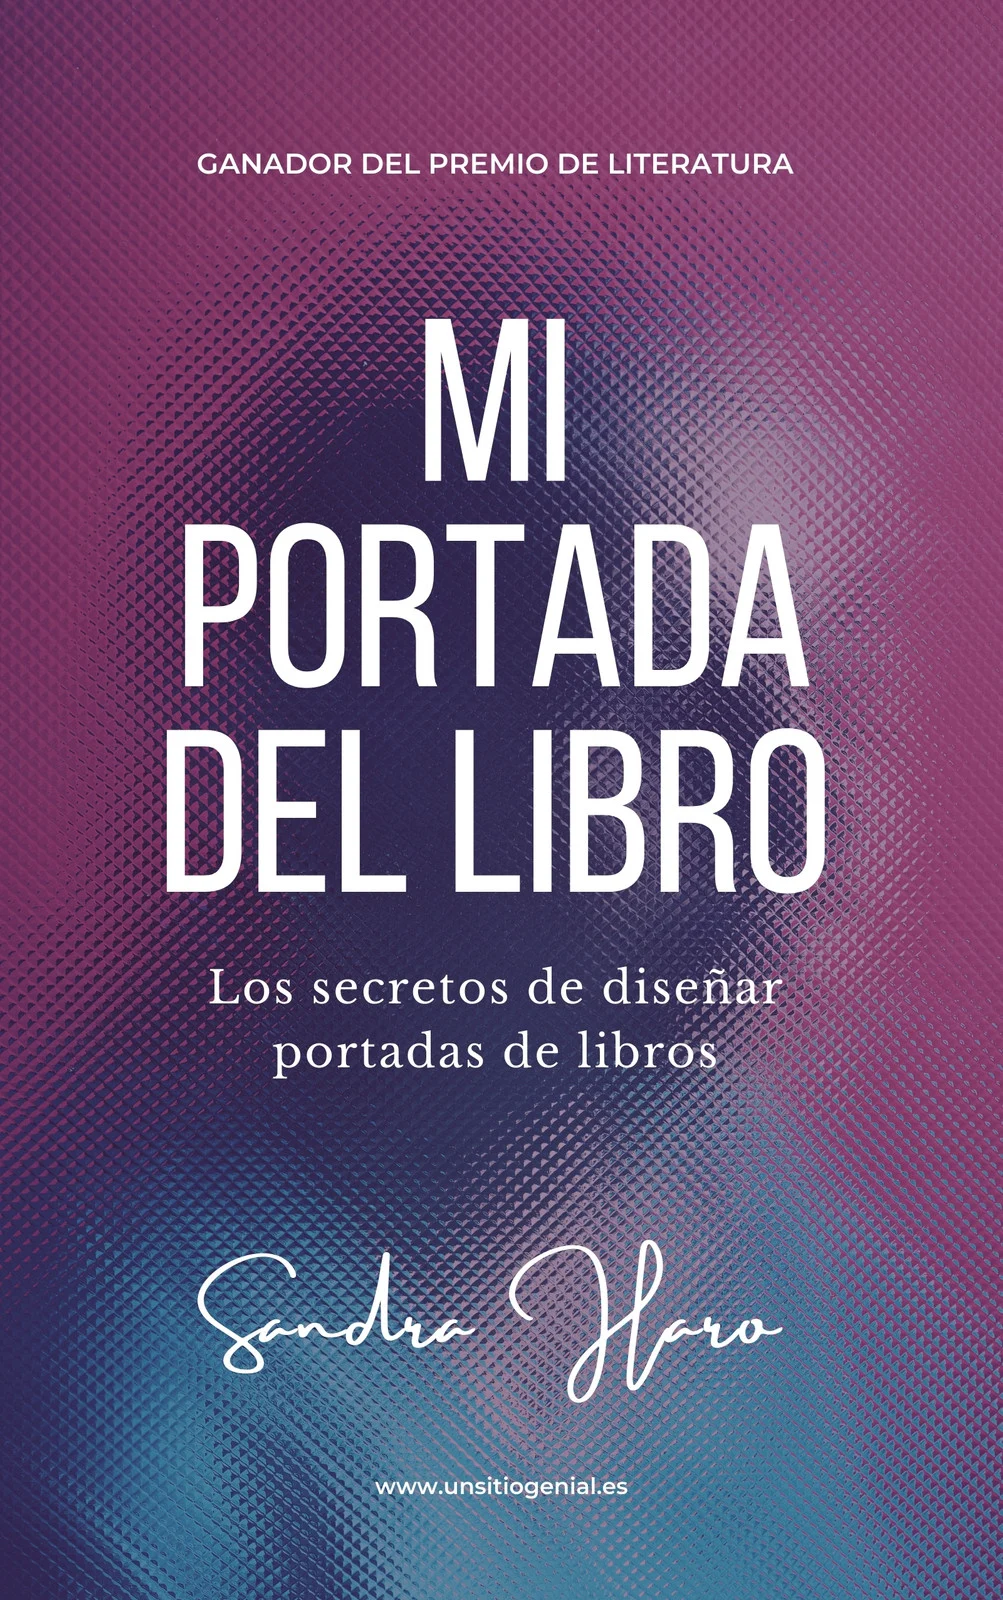 GANADOR DEL PREMIO DE LITERATURA
MI
PORTADA
DEL LIBRO
Los secretos de diseñar
portadas de libros
Sandra Haro
www.unsitiogenial.es